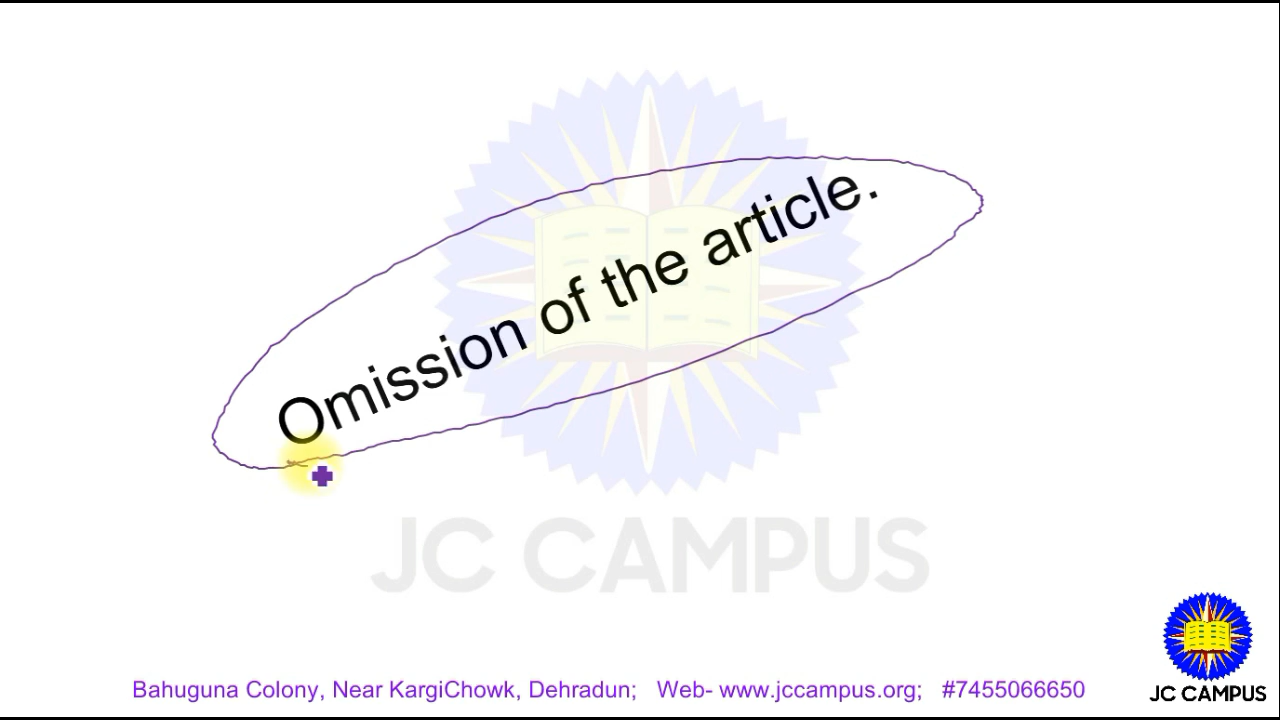 Omission of the article.
JC CAMPUS
JC CAMPUS
Bahuguna Colony, Near KargiChowk, Dehradun; Web- www.jccampus.org; #7455066650